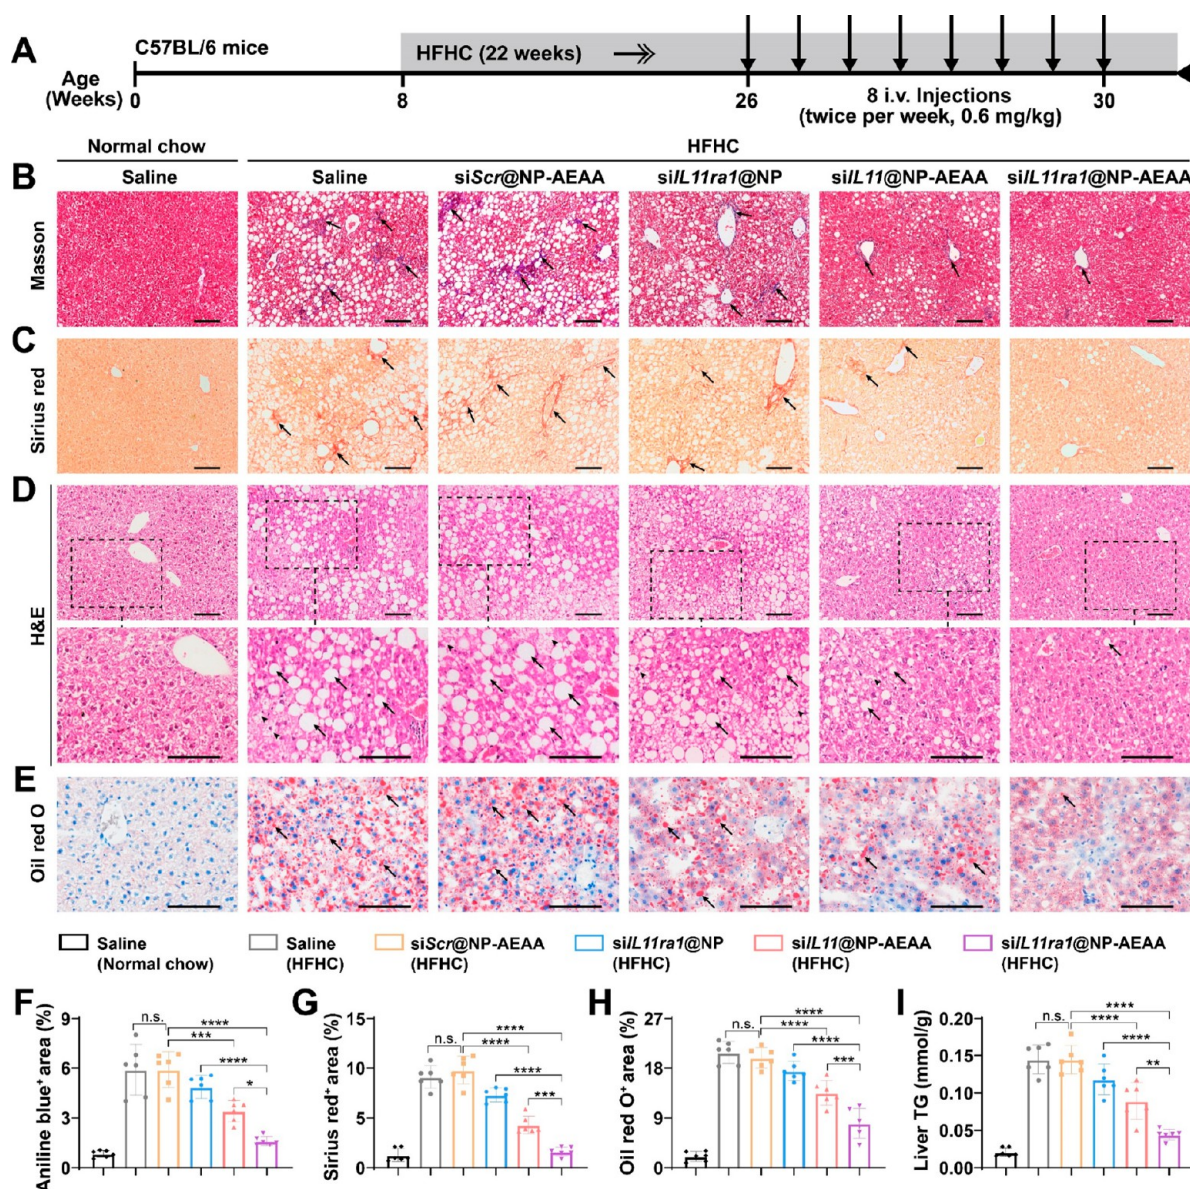 A
C57BL/6 mice
HFHC (22 weeks)
Age
(Weeks)
0
8
26
30
8 i.v. Injections
(twice per week, 0.6 mg/kg)
Normal chow
HFHC
Saline
Saline
siScr@NP-AEAA
siIL11ra1@NP
siIL11@NP-AEAA
siIL11ra1@NP-AEAA
B
Masson
C
Sirius red
D
H&E
E
Oil red O
Saline
(Normal chow)
Saline
(HFHC)
siScr@NP-AEAA
(HFHC)
siIL11ra1@NP
(HFHC)
siIL11@NP-AEAA
(HFHC)
siIL11ra1@NP-AEAA
(HFHC)
F
Aniline blue⁺ area (%)
9
6
3
0
n.s.
****
***
****
*
G
Sirius red⁺ area (%)
15
10
5
0
n.s.
****
****
****
***
H
Oil red O⁺ area (%)
27
18
9
0
n.s.
****
****
****
***
I
Liver TG (mmol/g)
0.20
0.15
0.10
0.05
0.00
n.s.
****
****
****
**